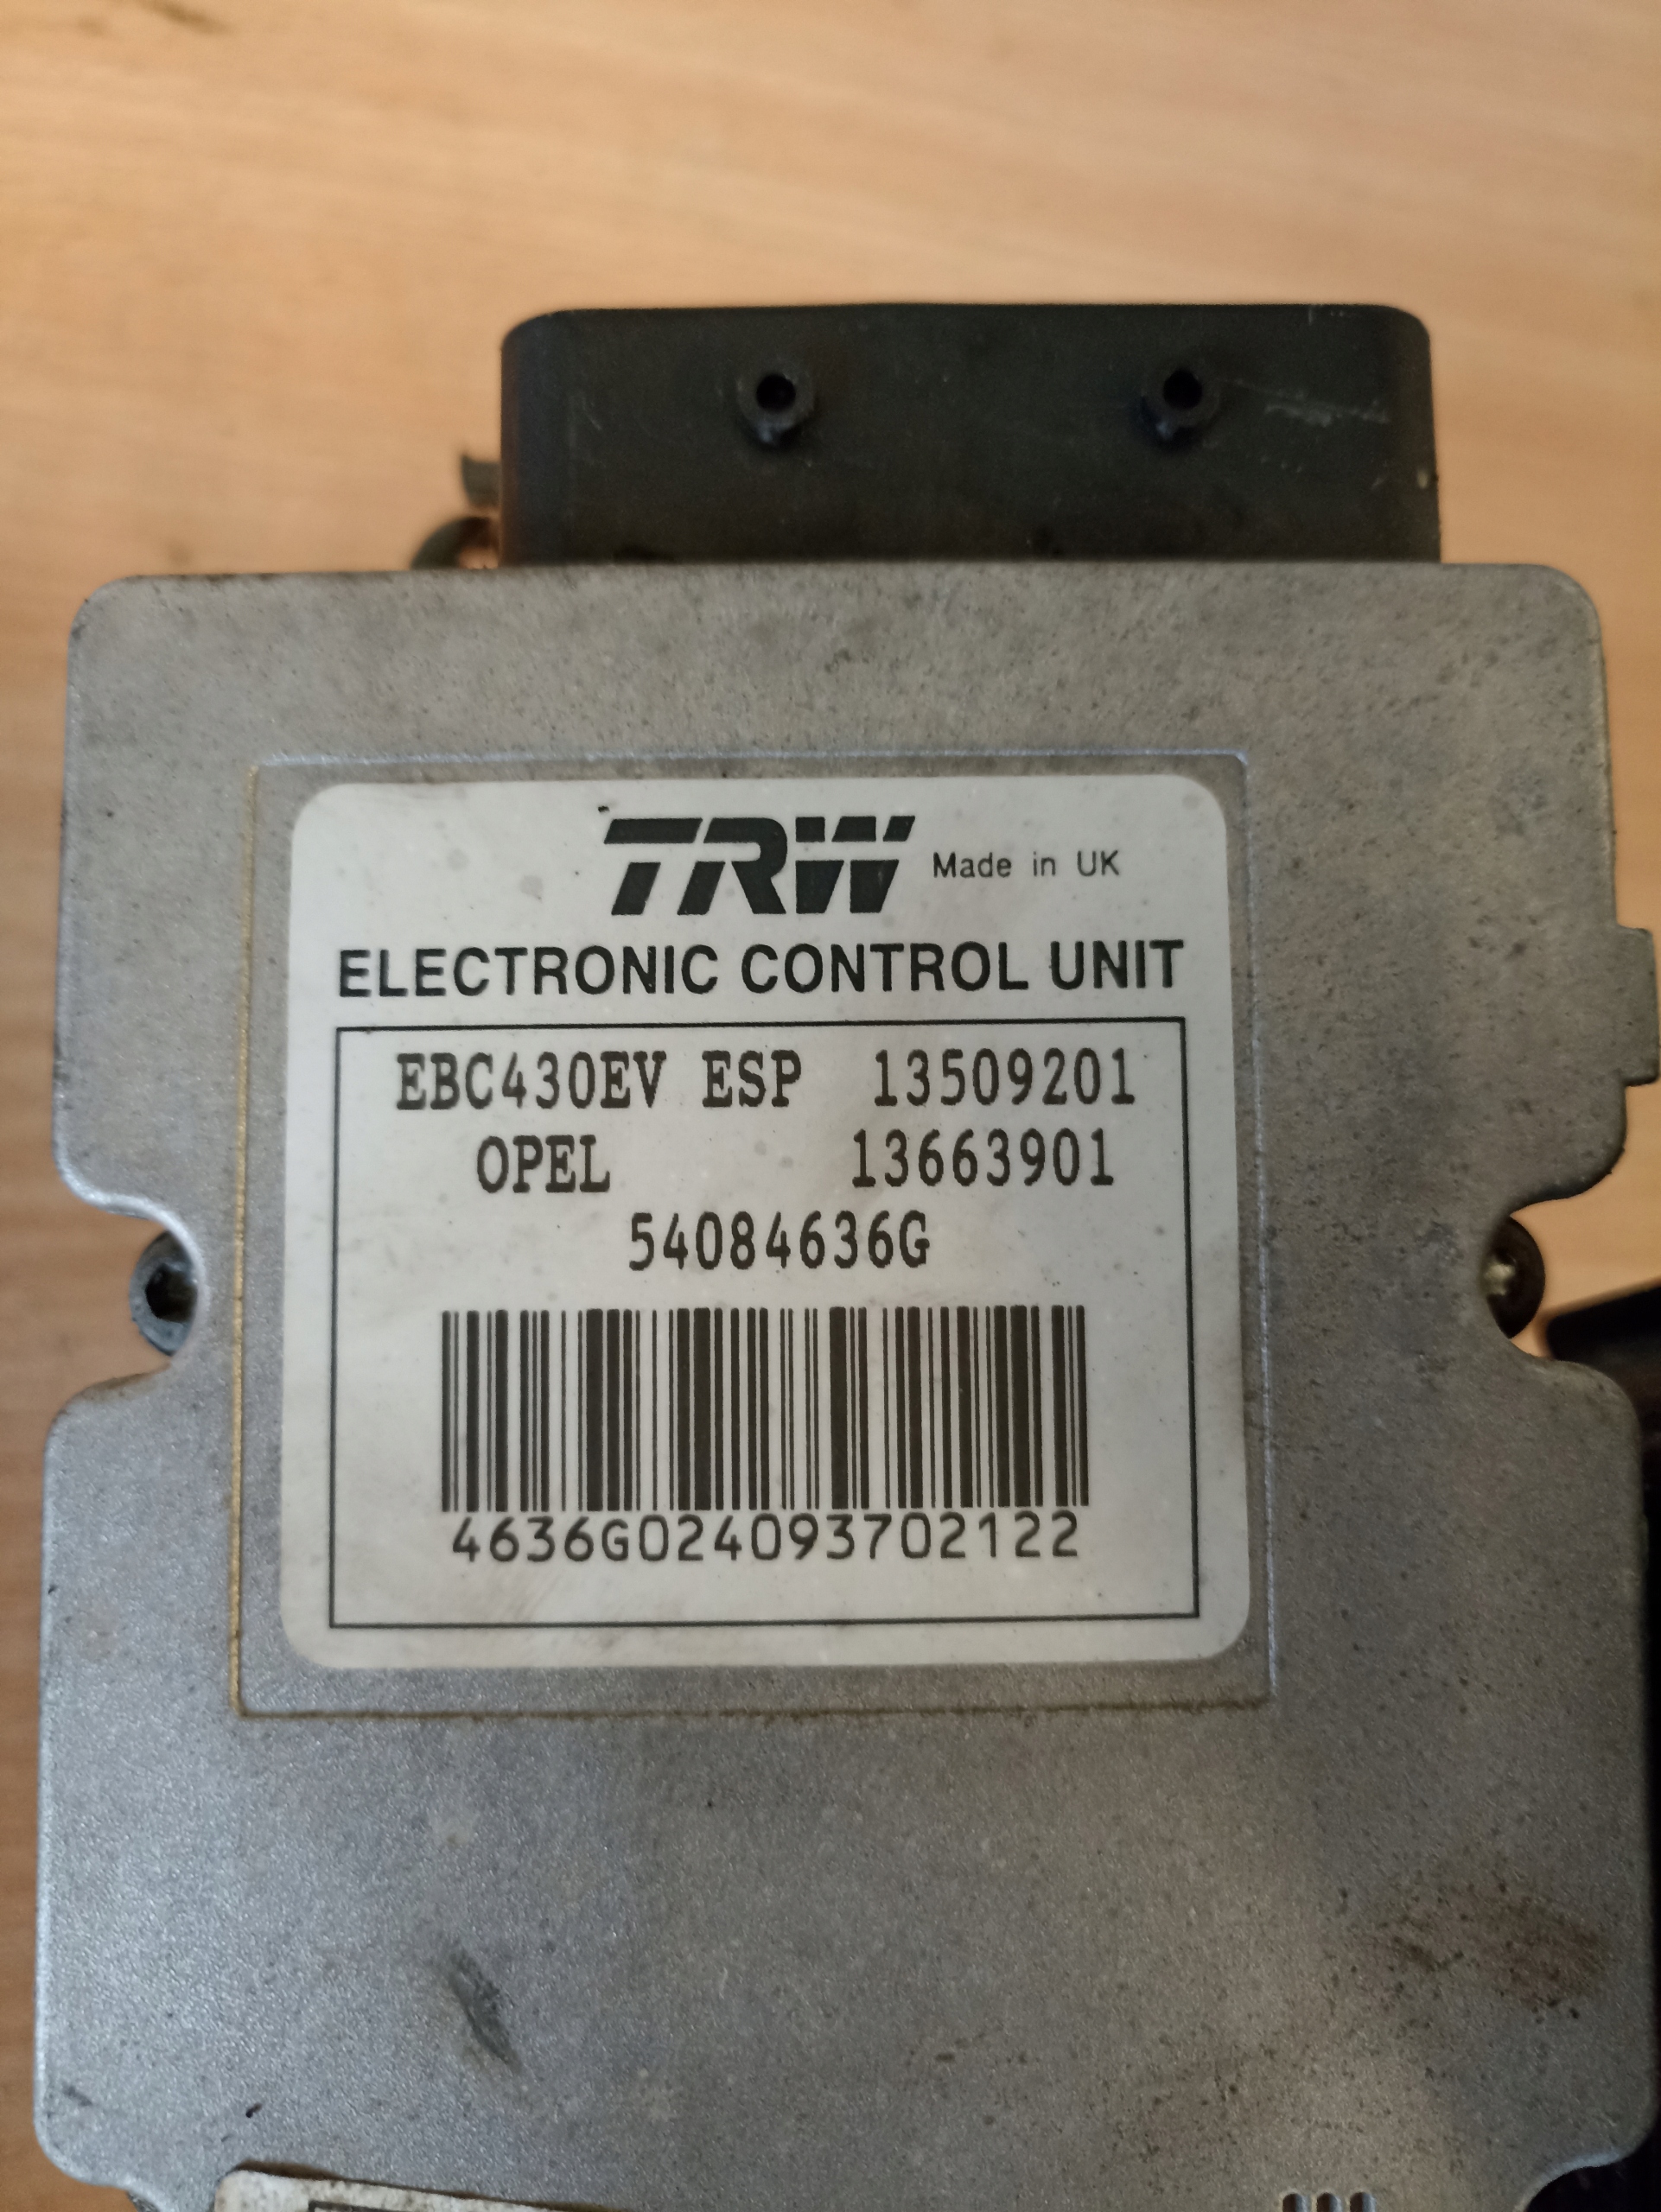 TRW Made in UK
ELECTRONIC CONTROL UNIT
EBC430EV ESP 13509201
OPEL 13663901
54084636G
4636G024093702122